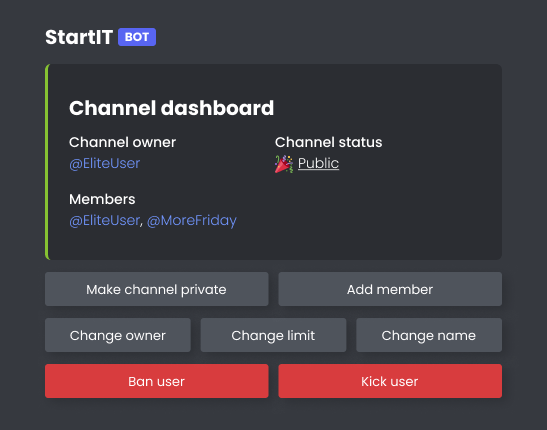 StartIT BOT
Channel dashboard
Channel owner
@EliteUser
Channel status
Public
Members
@EliteUser, @MoreFriday
Make channel private
Add member
Change owner
Change limit
Change name
Ban user
Kick user